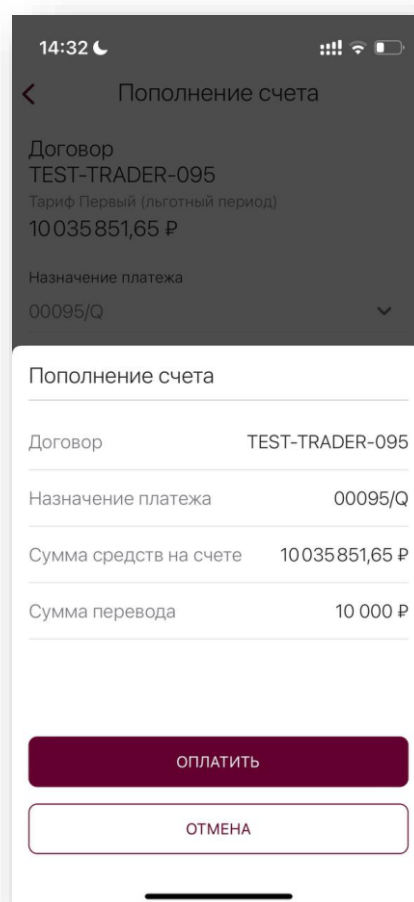 14:32
Пополнение счета
Договор
TEST-TRADER-095
Тариф Первый (льготный период)
10 035 851,65 ₽
Назначение платежа
00095/Q
Пополнение счета
Договор TEST-TRADER-095
Назначение платежа 00095/Q
Сумма средств на счете 10 035 851,65 ₽
Сумма перевода 10 000 ₽
ОПЛАТИТЬ
ОТМЕНА